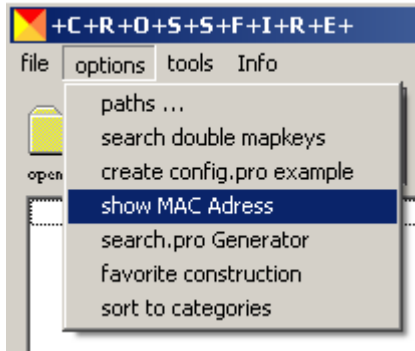 +C+R+O+S+S+F+I+R+E+
file options tools Info
paths ...
search double mapkeys
open
create config.pro example
show MAC Adress
search.pro Generator
favorite construction
sort to categories